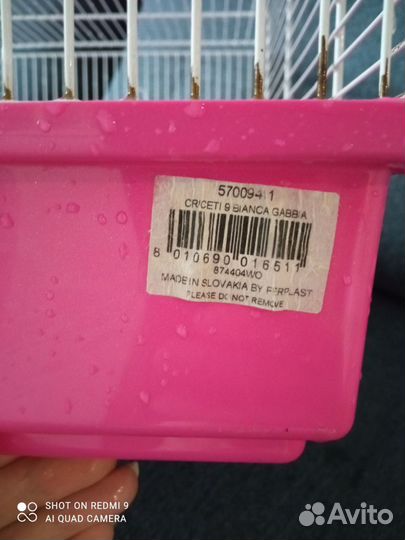 57009411
CRICETI 9 BIANCA GABBIA
8 010690 016511
874404WO
MADE IN SLOVAKIA BY FERPLAST
PLEASE DO NOT REMOVE
SHOT ON REDMI 9
AI QUAD CAMERA
Avito